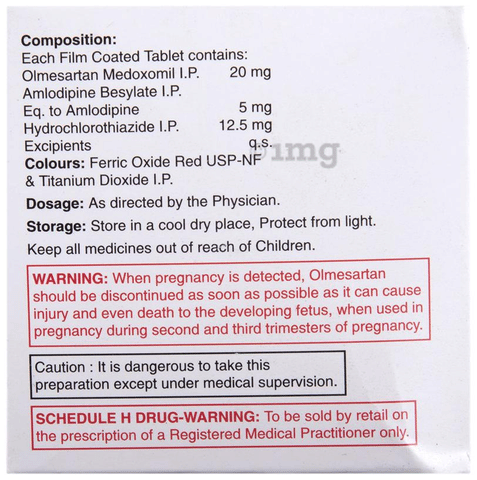 Composition:
Each Film Coated Tablet contains:
Olmesartan Medoxomil I.P. 20 mg
Amlodipine Besylate I.P.
Eq. to Amlodipine 5 mg
Hydrochlorothiazide I.P. 12.5 mg
Excipients q.s.
1mg
Colours: Ferric Oxide Red USP-NF
& Titanium Dioxide I.P.
Dosage: As directed by the Physician.
Storage: Store in a cool dry place, Protect from light.
Keep all medicines out of reach of Children.
WARNING: When pregnancy is detected, Olmesartan
should be discontinued as soon as possible as it can cause
injury and even death to the developing fetus, when used in
pregnancy during second and third trimesters of pregnancy.
Caution : It is dangerous to take this
preparation except under medical supervision.
SCHEDULE H DRUG-WARNING: To be sold by retail on
the prescription of a Registered Medical Practitioner only.